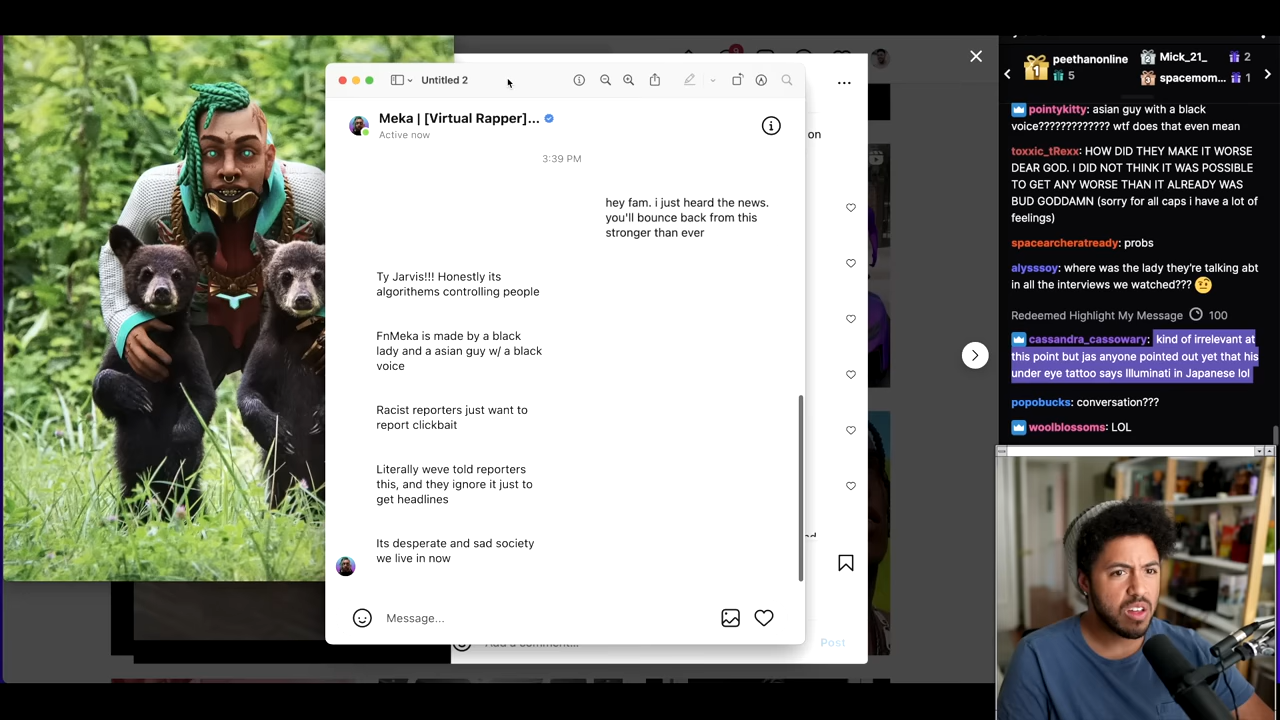 Untitled 2
Meka | [Virtual Rapper]...
Active now
3:39 PM
hey fam. i just heard the news.
you'll bounce back from this
stronger than ever
Ty Jarvis!!! Honestly its
algorithems controlling people
FnMeka is made by a black
lady and a asian guy w/ a black
voice
Racist reporters just want to
report clickbait
Literally weve told reporters
this, and they ignore it just to
get headlines
Its desperate and sad society
we live in now
Message...
on
Post
9
1
peethanonline
5
2
Mick_21_
2
3
spacemom...
1
pointykitty: asian guy with a black
voice???????????? wtf does that even mean
toxxic_tRexx: HOW DID THEY MAKE IT WORSE
DEAR GOD. I DID NOT THINK IT WAS POSSIBLE
TO GET ANY WORSE THAN IT ALREADY WAS
BUD GODDAMN (sorry for all caps i have a lot of
feelings)
spacearcheratready: probs
alysssoy: where was the lady they're talking abt
in all the interviews we watched??? 🤨
Redeemed Highlight My Message 100
cassandra_cassowary: kind of irrelevant at
this point but jas anyone pointed out yet that his
under eye tattoo says Illuminati in Japanese lol
popobucks: conversation???
woolblossoms: LOL